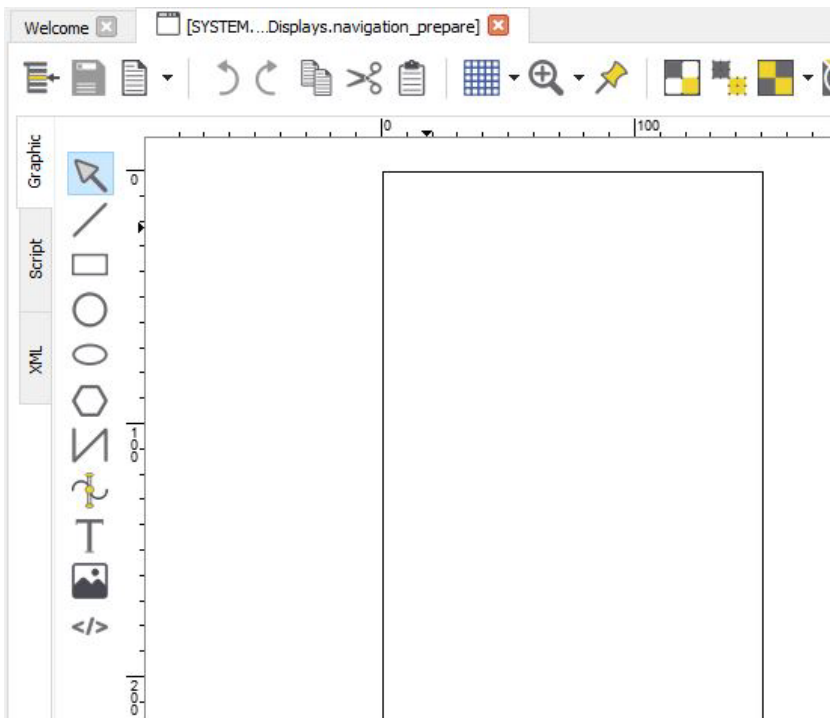 Welcome
[SYSTEM....Displays.navigation_prepare]
Graphic
Script
XML
0
100
0
100
200
T
</>